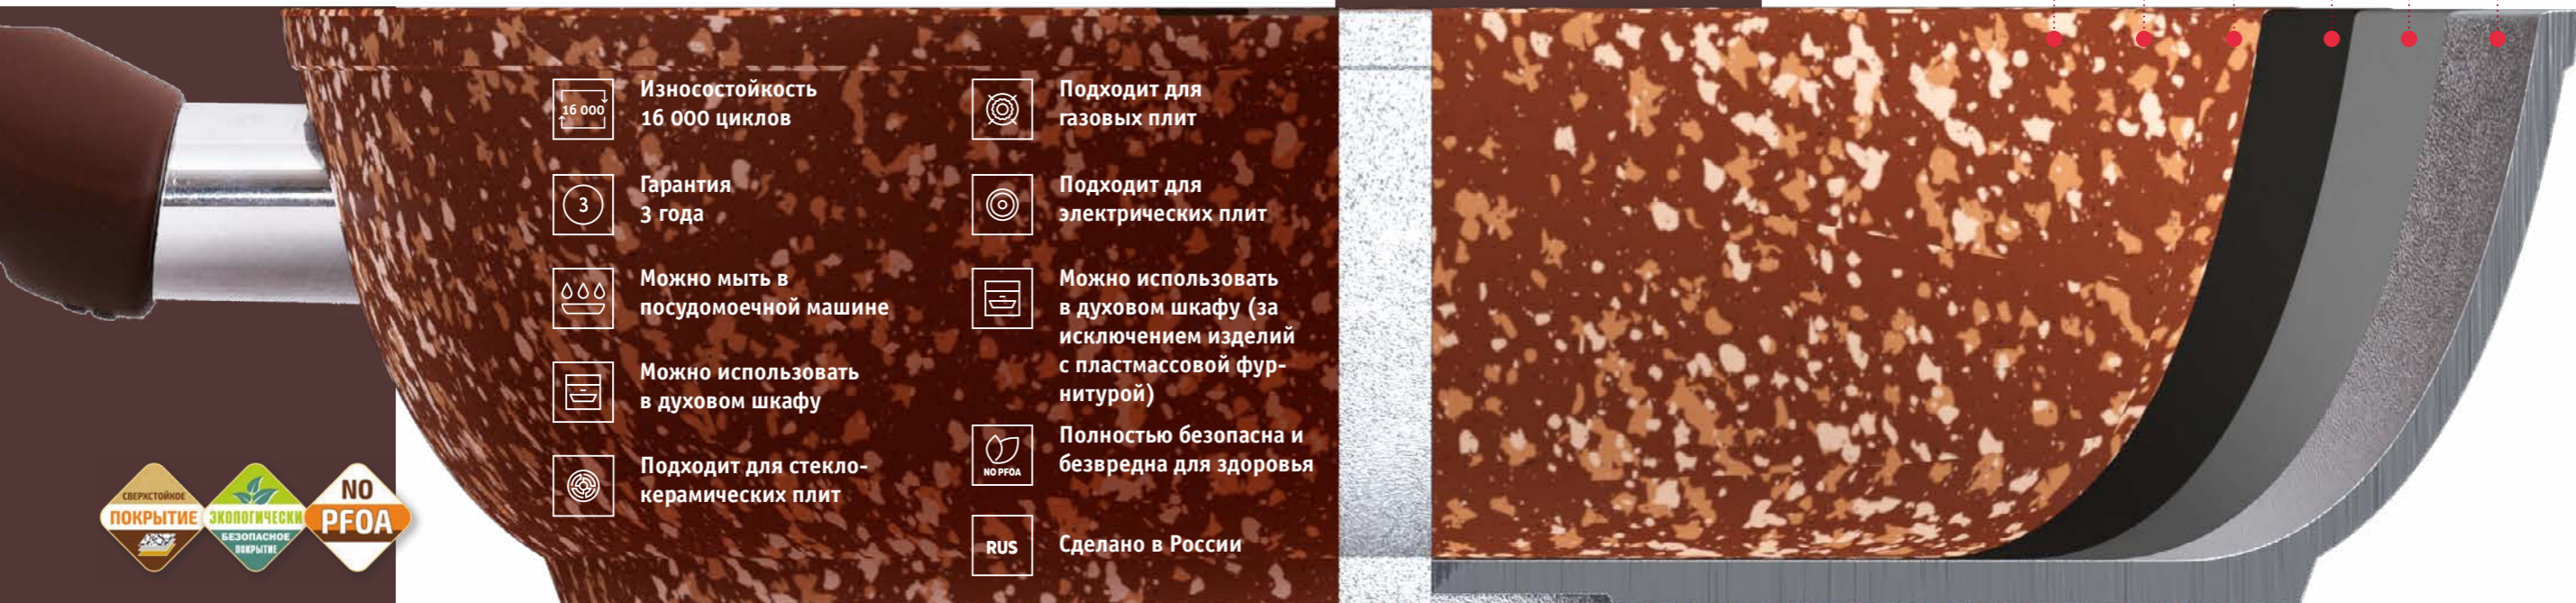 16 000
Износостойкость
16 000 циклов
3
Гарантия
3 года
Можно мыть в
посудомоечной машине
Можно использовать
в духовом шкафу
Подходит для стекло-
керамических плит
Подходит для
газовых плит
Подходит для
электрических плит
Можно использовать
в духовом шкафу (за
исключением изделий
с пластмассовой фур-
нитурой)
NO PFOA
Полностью безопасна и
безвредна для здоровья
RUS
Сделано в России
СВЕРХСТОЙКОЕ
ПОКРЫТИЕ
ЭКОЛОГИЧЕСКИ
БЕЗОПАСНОЕ
ПОКРЫТИЕ
NO
PFOA